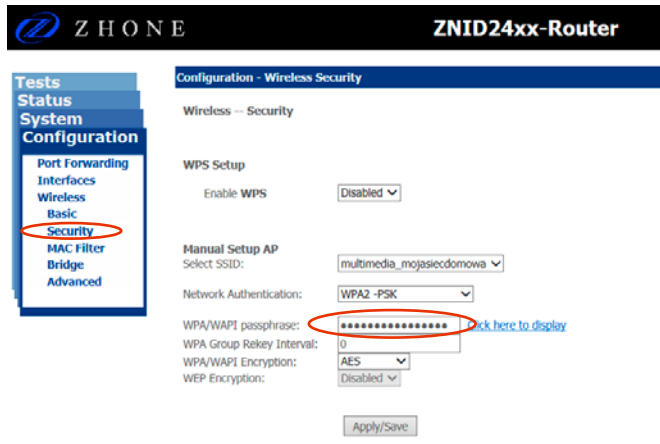 ZHONE
ZNID24xx-Router
Tests
Status
System
Configuration
Port Forwarding
Interfaces
Wireless
Basic
Security
MAC Filter
Bridge
Advanced
Configuration - Wireless Security
Wireless -- Security
WPS Setup
Enable WPS Disabled
Manual Setup AP
Select SSID: multimedia_mojasiecdomowa
Network Authentication: WPA2 -PSK
WPA/WAPI passphrase: •••••••••••••••• Click here to display
WPA Group Rekey Interval: 0
WPA/WAPI Encryption: AES
WEP Encryption: Disabled
Apply/Save